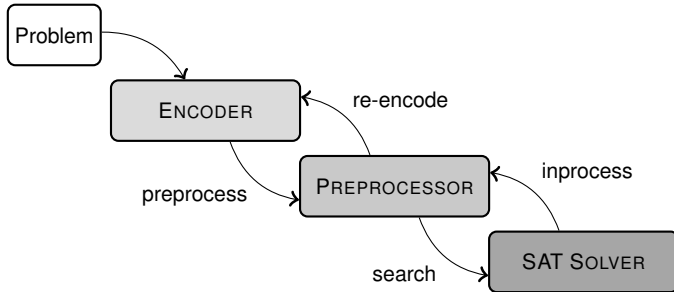 Problem
ENCODER
re-encode
preprocess
PREPROCESSOR
inprocess
SAT SOLVER
search